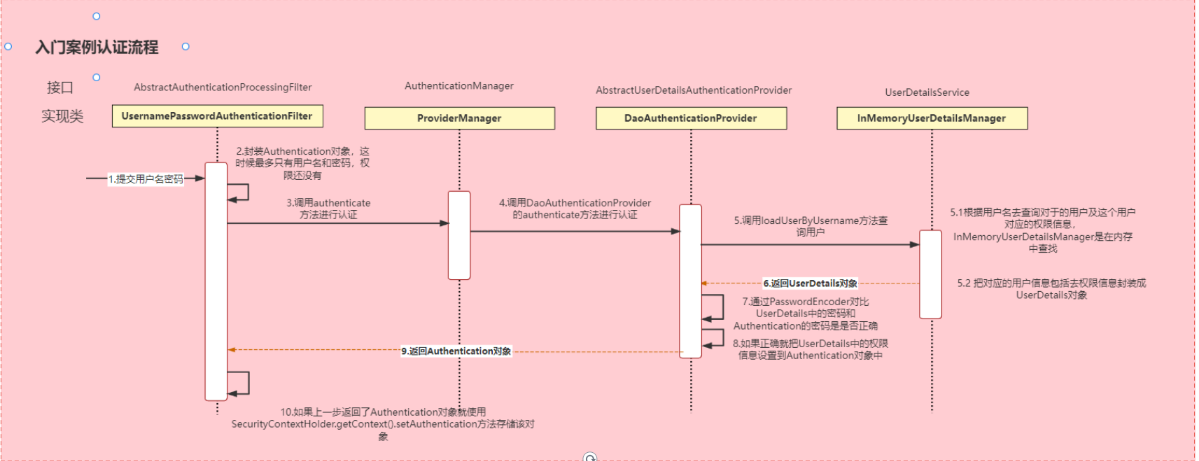 入门案例认证流程
接口
AbstractAuthenticationProcessingFilter
AuthenticationManager
AbstractUserDetailsAuthenticationProvider
UserDetailsService
实现类
UsernamePasswordAuthenticationFilter
ProviderManager
DaoAuthenticationProvider
InMemoryUserDetailsManager
1.提交用户名密码
2.封装Authentication对象，这
时候最多只有用户名和密码，权
限还没有
3.调用authenticate
方法进行认证
4.调用DaoAuthenticationProvider
的authenticate方法进行认证
5.调用loadUserByUsername方法查
询用户
5.1根据用户名去查询对于的用户及这个用户
对应的权限信息，
InMemoryUserDetailsManager是在内存
中查找
6.返回UserDetails对象
5.2 把对应的用户信息包括去权限信息封装成
UserDetails对象
7.通过PasswordEncoder对比
UserDetails中的密码和
Authentication的密码是是否正确
8.如果正确就把UserDetails中的权限
信息设置到Authentication对象中
9.返回Authentication对象
10.如果上一步返回了Authentication对象就使用
SecurityContextHolder.getContext().setAuthentication方法存储该对
象